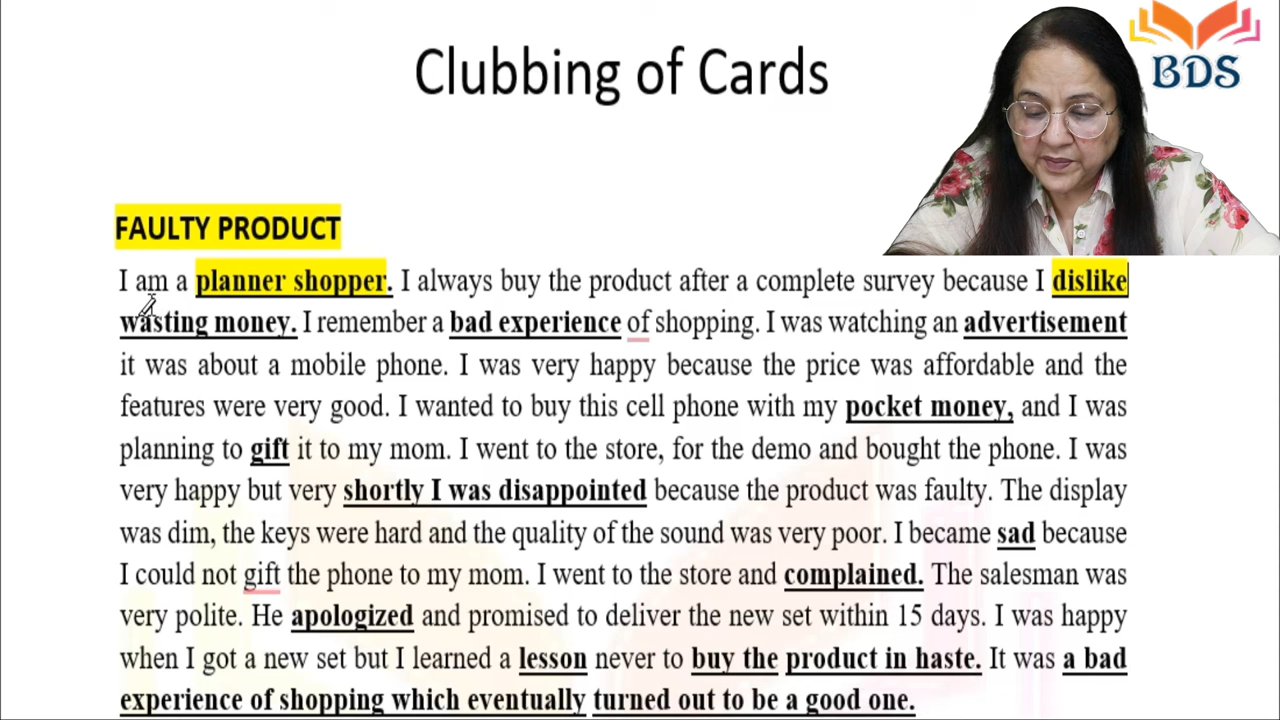 Clubbing of Cards
BDS
FAULTY PRODUCT
I am a planner shopper. I always buy the product after a complete survey because I dislike
wasting money. I remember a bad experience of shopping. I was watching an advertisement
it was about a mobile phone. I was very happy because the price was affordable and the
features were very good. I wanted to buy this cell phone with my pocket money, and I was
planning to gift it to my mom. I went to the store, for the demo and bought the phone. I was
very happy but very shortly I was disappointed because the product was faulty. The display
was dim, the keys were hard and the quality of the sound was very poor. I became sad because
I could not gift the phone to my mom. I went to the store and complained. The salesman was
very polite. He apologized and promised to deliver the new set within 15 days. I was happy
when I got a new set but I learned a lesson never to buy the product in haste. It was a bad
experience of shopping which eventually turned out to be a good one.